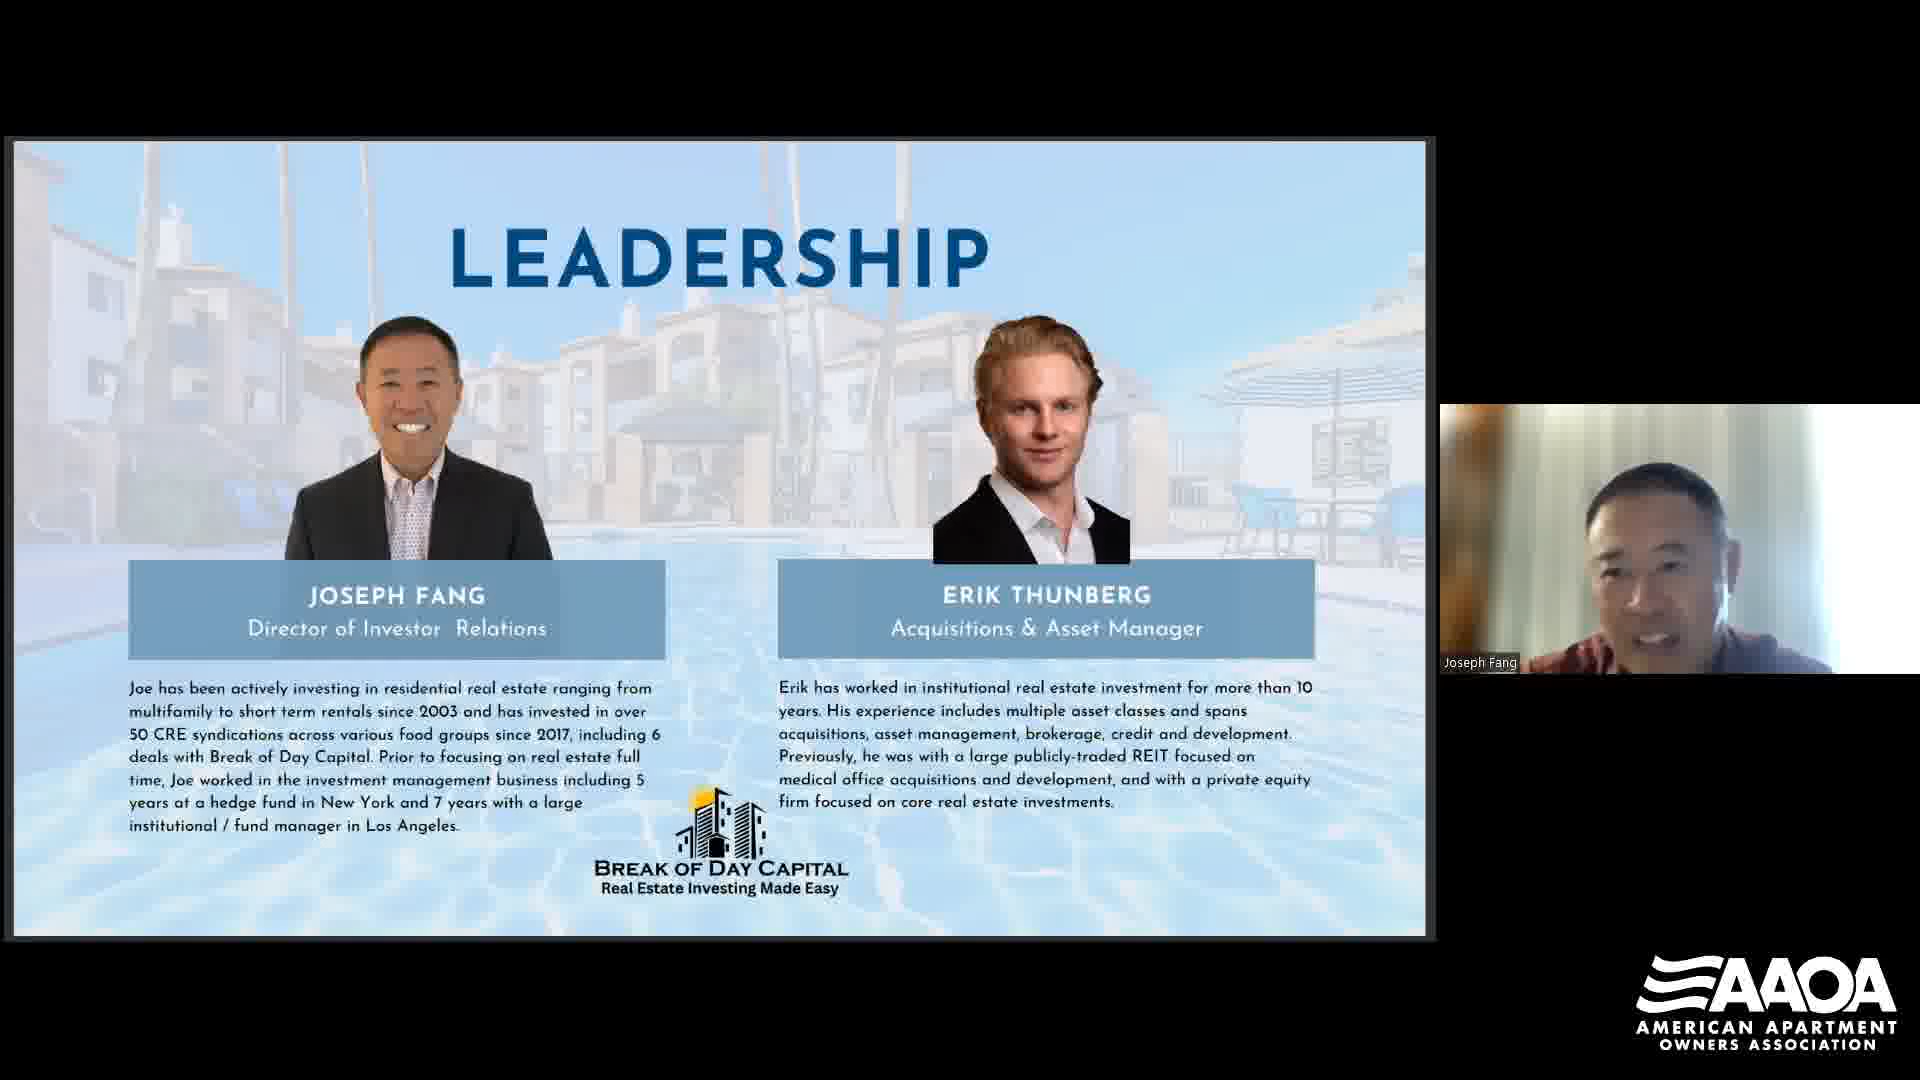 LEADERSHIP
JOSEPH FANG
Director of Investor Relations
Joe has been actively investing in residential real estate ranging from
multifamily to short term rentals since 2003 and has invested in over
50 CRE syndications across various food groups since 2017, including 6
deals with Break of Day Capital. Prior to focusing on real estate full
time, Joe worked in the investment management business including 5
years at a hedge fund in New York and 7 years with a large
institutional / fund manager in Los Angeles.
ERIK THUNBERG
Acquisitions & Asset Manager
Erik has worked in institutional real estate investment for more than 10
years. His experience includes multiple asset classes and spans
acquisitions, asset management, brokerage, credit and development.
Previously, he was with a large publicly-traded REIT focused on
medical office acquisitions and development, and with a private equity
firm focused on core real estate investments.
BREAK OF DAY CAPITAL
Real Estate Investing Made Easy
Joseph Fang
AAOA
AMERICAN APARTMENT
OWNERS ASSOCIATION